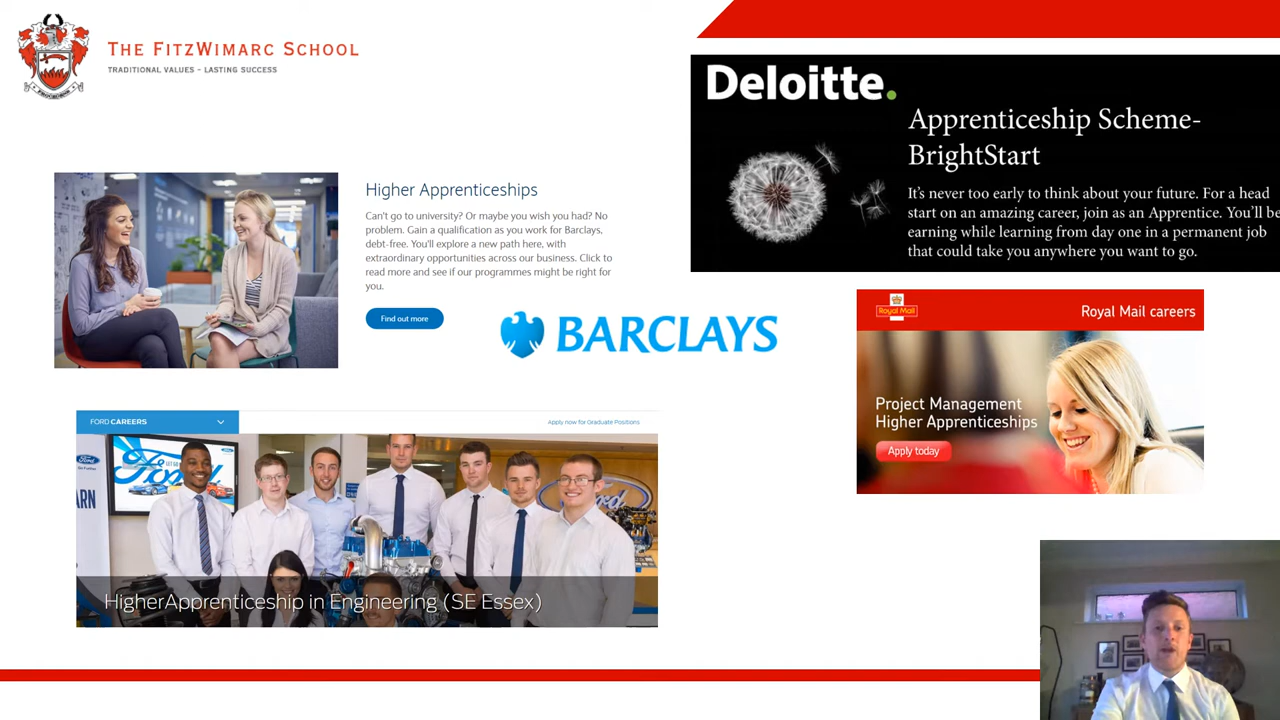 THE FITZWIMARC SCHOOL
TRADITIONAL VALUES – LASTING SUCCESS
Deloitte.
Apprenticeship Scheme-
BrightStart
It's never too early to think about your future. For a head
start on an amazing career, join as an Apprentice. You'll be
earning while learning from day one in a permanent job
that could take you anywhere you want to go.
Higher Apprenticeships
Can't go to university? Or maybe you wish you had? No
problem. Gain a qualification as you work for Barclays,
debt-free. You'll explore a new path here, with
extraordinary opportunities across our business. Click to
read more and see if our programmes might be right for
you.
Find out more
BARCLAYS
Royal Mail
Royal Mail careers
Project Management
Higher Apprenticeships
Apply today
FORD CAREERS
Apply now for Graduate Positions
Ford
Ford
HigherApprenticeship in Engineering (SE Essex)